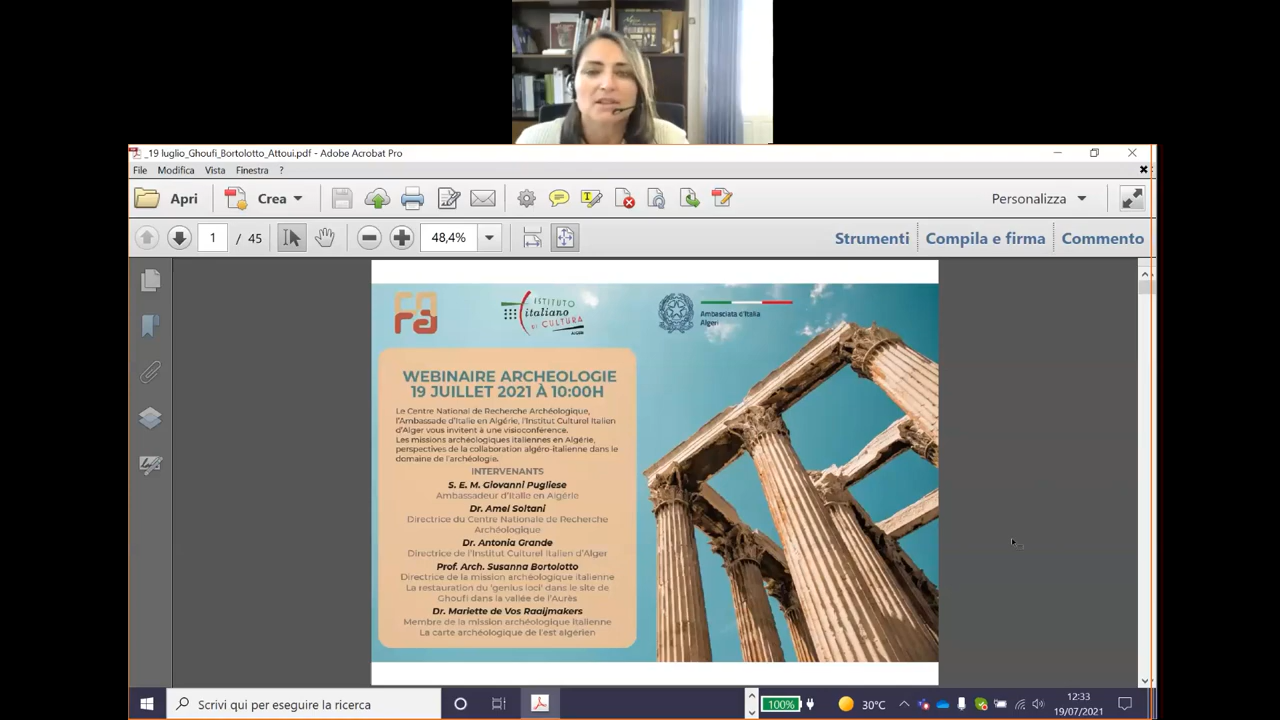 _19 luglio_Ghoufi_Bortolotto_Attoui.pdf - Adobe Acrobat Pro
File Modifica Vista Finestra ?
Apri Crea Personalizza
1 / 45 48,4% Strumenti Compila e firma Commento
cn
ra
ISTITUTO
italiano
DI CULTURA
ALGERI
Ambasciata d'Italia
Algeri
WEBINAIRE ARCHEOLOGIE
19 JUILLET 2021 À 10:00H
Le Centre National de Recherche Archéologique,
l'Ambassade d'Italie en Algérie, l'Institut Culturel Italien
d'Alger vous invitent à une visioconférence.
Les missions archéologiques italiennes en Algérie,
perspectives de la collaboration algéro-italienne dans le
domaine de l'archéologie.
INTERVENANTS
S. E. M. Giovanni Pugliese
Ambassadeur d'Italie en Algérie
Dr. Amel Soltani
Directrice du Centre Nationale de Recherche
Archéologique
Dr. Antonia Grande
Directrice de l'Institut Culturel Italien d'Alger
Prof. Arch. Susanna Bortolotto
Directrice de la mission archéologique italienne
La restauration du 'genius loci' dans le site de
Ghoufi dans la vallée de l'Aurès
Dr. Mariette de Vos Raaijmakers
Membre de la mission archéologique italienne
La carte archéologique de l'est algérien
Scrivi qui per eseguire la ricerca 100% 30°C 12:33
19/07/2021